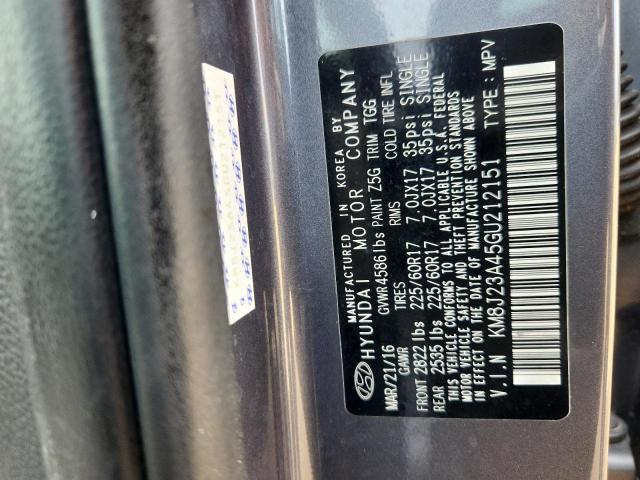 MANUFACTURED IN KOREA BY
HYUNDAI MOTOR COMPANY
MAR/21/16 GVWR 4586 lbs PAINT Z5G TRIM TGG
GAWR TIRES RIMS COLD TIRE INFL
FRONT 2822 lbs 225/60R17 7.0JX17 35psi SINGLE
REAR 2535 lbs 225/60R17 7.0JX17 35psi SINGLE
THIS VEHICLE CONFORMS TO ALL APPLICABLE U.S.A. FEDERAL
MOTOR VEHICLE SAFETY AND THEFT PREVENTION STANDARDS
IN EFFECT ON THE DATE OF MANUFACTURE SHOWN ABOVE
V.I.N KM8J23A45GU212151 TYPE : MPV